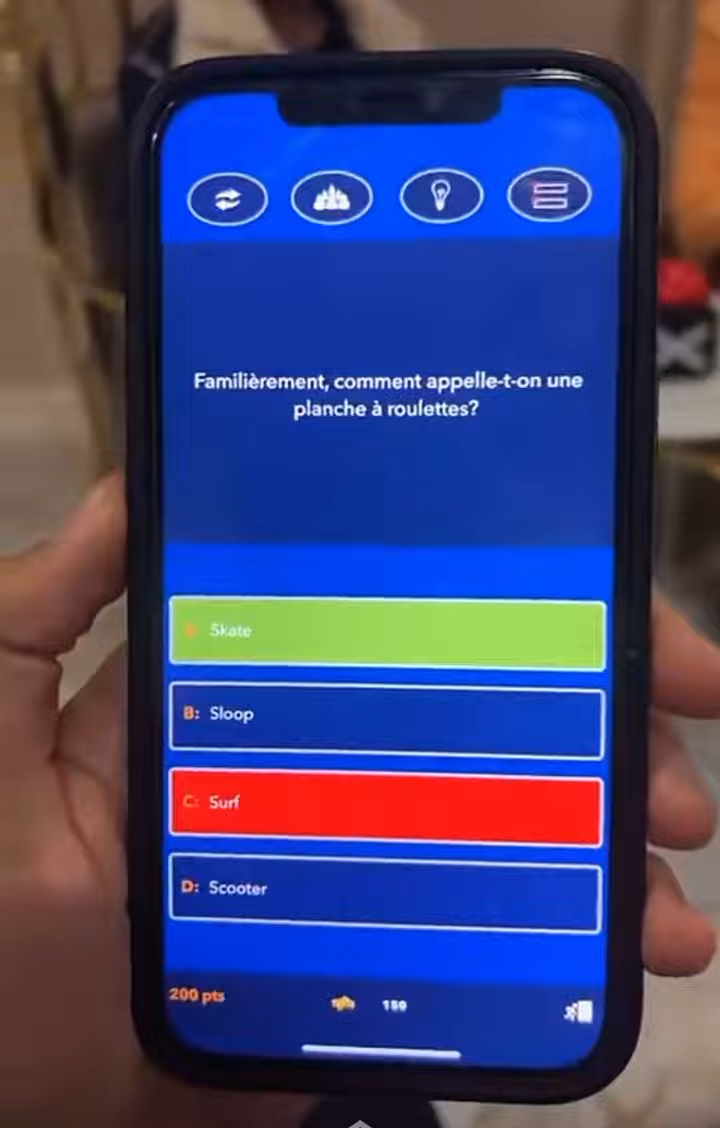 Familièrement, comment appelle-t-on une
planche à roulettes?
Skate
B: Sloop
C: Surf
D: Scooter
200 pts
150